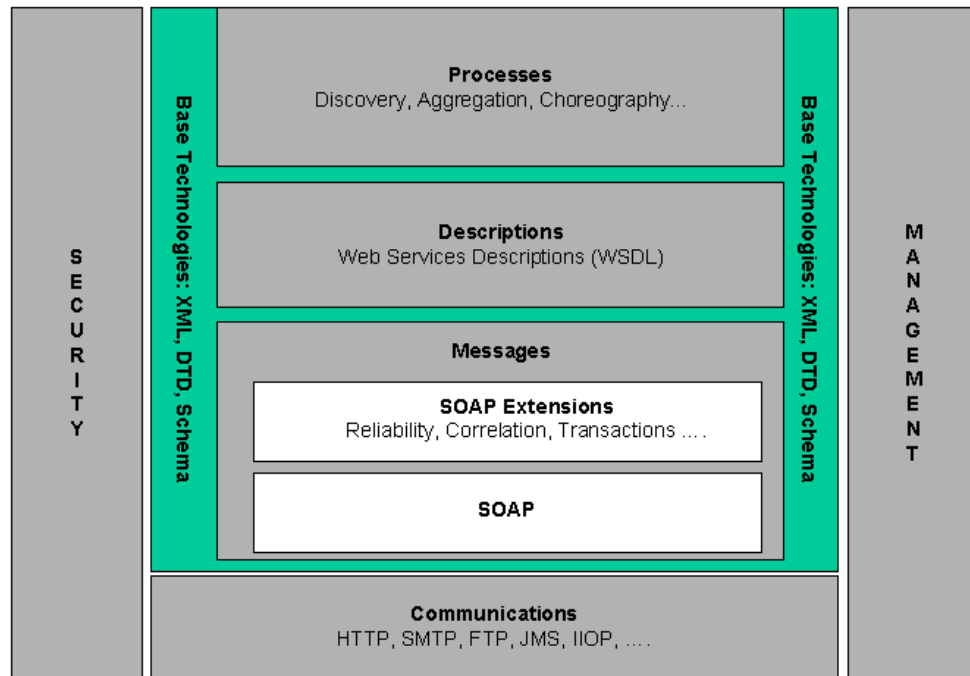 SECURITY
Base Technologies: XML, DTD, Schema
Processes
Discovery, Aggregation, Choreography...
Descriptions
Web Services Descriptions (WSDL)
Messages
SOAP Extensions
Reliability, Correlation, Transactions ....
SOAP
Base Technologies: XML, DTD, Schema
MANAGEMENT
Communications
HTTP, SMTP, FTP, JMS, IIOP, ....